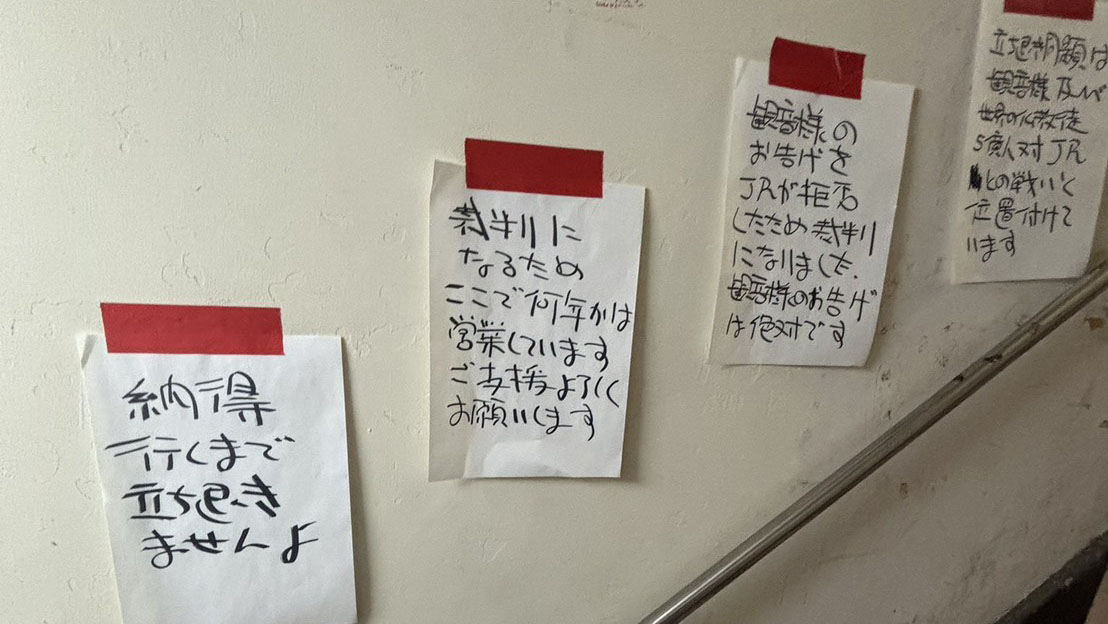 納得
行くまで
立ち退き
ませんよ
裁判に
なるため
ここで何年かは
営業しています
ご支援よろしく
お願いします
観音様の
お告げを
JRが拒否
したため裁判
になりました.
観音様のお告げ
は絶対です
立ち退き問題は
観音様及べ
世界の仏教徒
5億人対JR
との戦いと
位置付けて
います